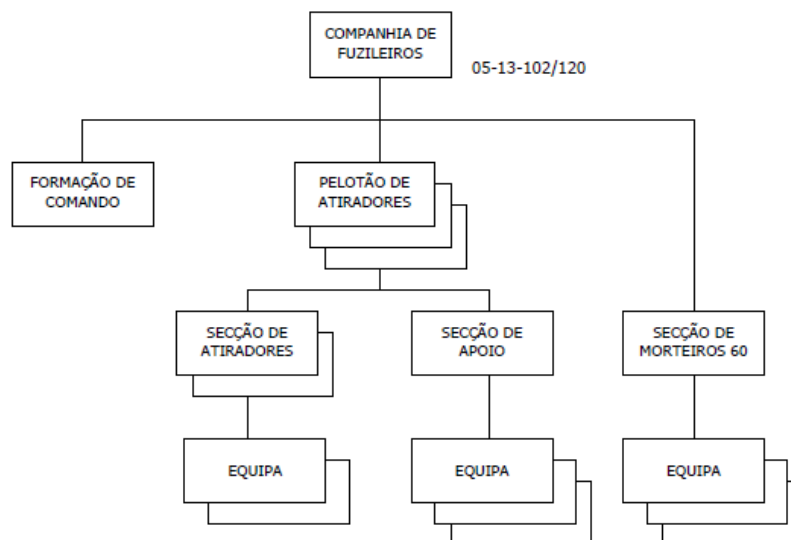 COMPANHIA DE
FUZILEIROS
05-13-102/120
FORMAÇÃO DE
COMANDO
PELOTÃO DE
ATIRADORES
SECÇÃO DE
ATIRADORES
SECÇÃO DE
APOIO
SECÇÃO DE
MORTEIROS 60
EQUIPA
EQUIPA
EQUIPA